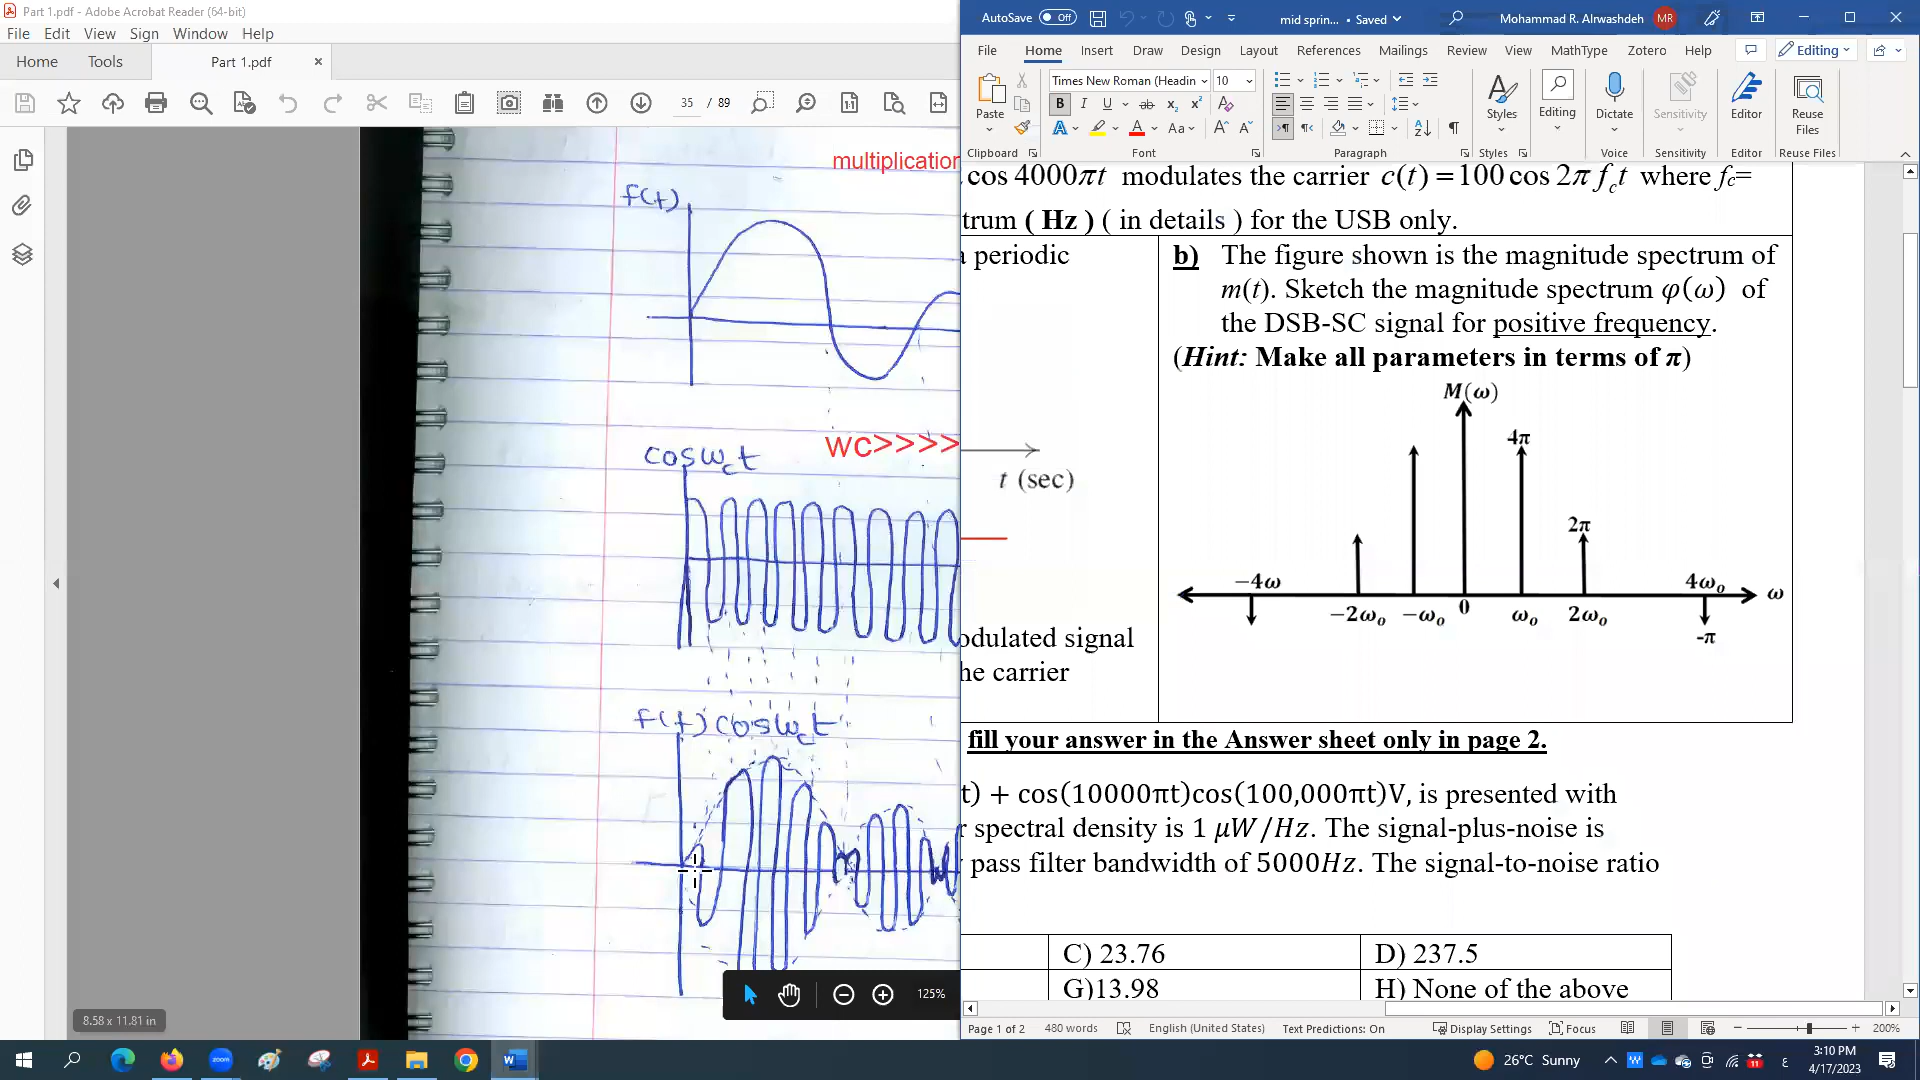 Part 1.pdf - Adobe Acrobat Reader (64-bit)
File Edit View Sign Window Help
Home Tools Part 1.pdf ×
35 / 89
multiplication
f(t)
wc>>>>
cosω_c t
f(t) cosω_c t
125%
8.58 x 11.81 in
AutoSave Off mid sprin... • Saved Mohammad R. Alrwashdeh MR
File Home Insert Draw Design Layout References Mailings Review View MathType Zotero Help Editing
Times New Roman (Headin 10
Paste
B I U ab x₂ x² A
A A Aa A A
Styles Editing Dictate Sensitivity Editor Reuse Files
Clipboard Font Paragraph Styles Voice Sensitivity Editor Reuse Files
cos 4000πt modulates the carrier c(t) = 100 cos 2π f_c t where f_c=
trum ( Hz ) ( in details ) for the USB only.
a periodic
t (sec)
odulated signal
he carrier
b) The figure shown is the magnitude spectrum of
m(t). Sketch the magnitude spectrum φ(ω) of
the DSB-SC signal for positive frequency.
(Hint: Make all parameters in terms of π)
M(ω)
4π
2π
−4ω 4ω_o ω
−2ω_o −ω_o 0 ω_o 2ω_o
-π
fill your answer in the Answer sheet only in page 2.
t) + cos(10000πt)cos(100,000πt)V, is presented with
r spectral density is 1 μW/Hz. The signal-plus-noise is
pass filter bandwidth of 5000Hz. The signal-to-noise ratio
C) 23.76 D) 237.5
G)13.98 H) None of the above
Page 1 of 2 480 words English (United States) Text Predictions: On Display Settings Focus 200%
zoom
26°C Sunny ع 3:10 PM
4/17/2023